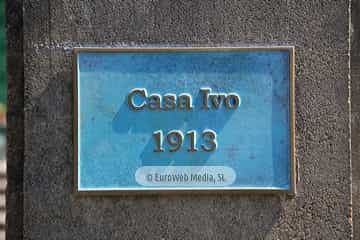 Casa Ivo
1913
© EuroWeb Media, SL